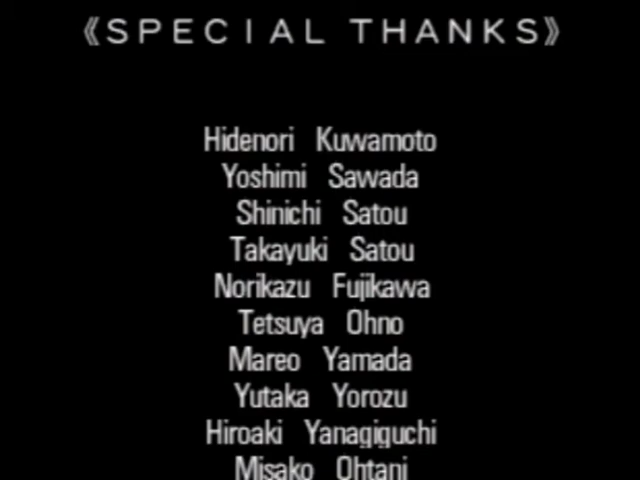 《SPECIAL THANKS》
Hidenori Kuwamoto
Yoshimi Sawada
Shinichi Satou
Takayuki Satou
Norikazu Fujikawa
Tetsuya Ohno
Mareo Yamada
Yutaka Yorozu
Hiroaki Yanagiguchi
Misako Ohtani